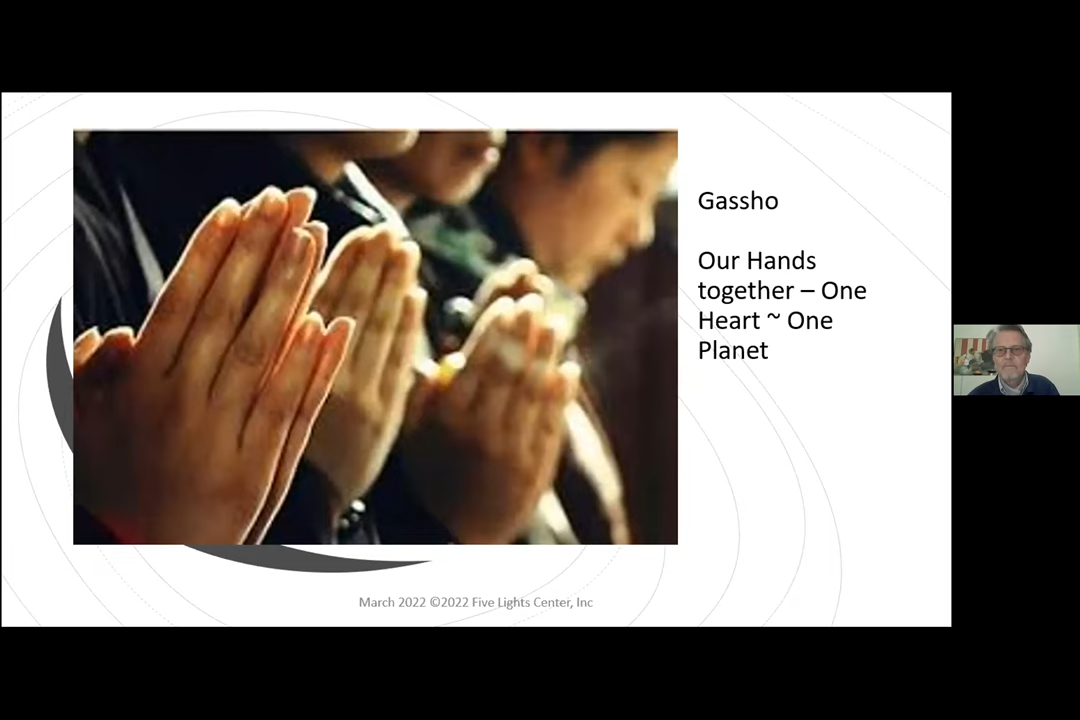 Gassho
Our Hands
together – One
Heart ~ One
Planet
March 2022 ©2022 Five Lights Center, Inc